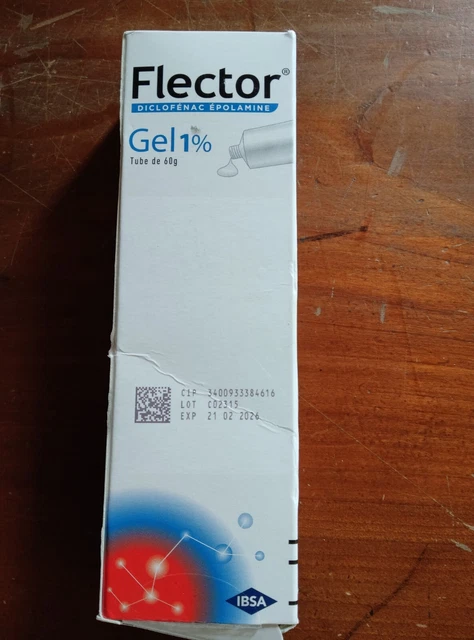 Flector®
DICLOFÉNAC ÉPOLAMINE
Gel 1%
Tube de 60g
CIP 3400933384616
LOT C02315
EXP 21 02 2026
IBSA